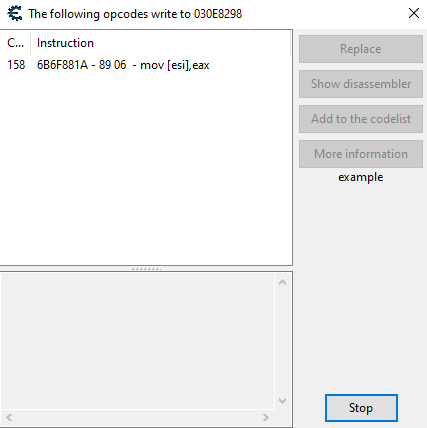 The following opcodes write to 030E8298
C... Instruction
158 6B6F881A - 89 06 - mov [esi],eax
Replace
Show disassembler
Add to the codelist
More information
example
Stop